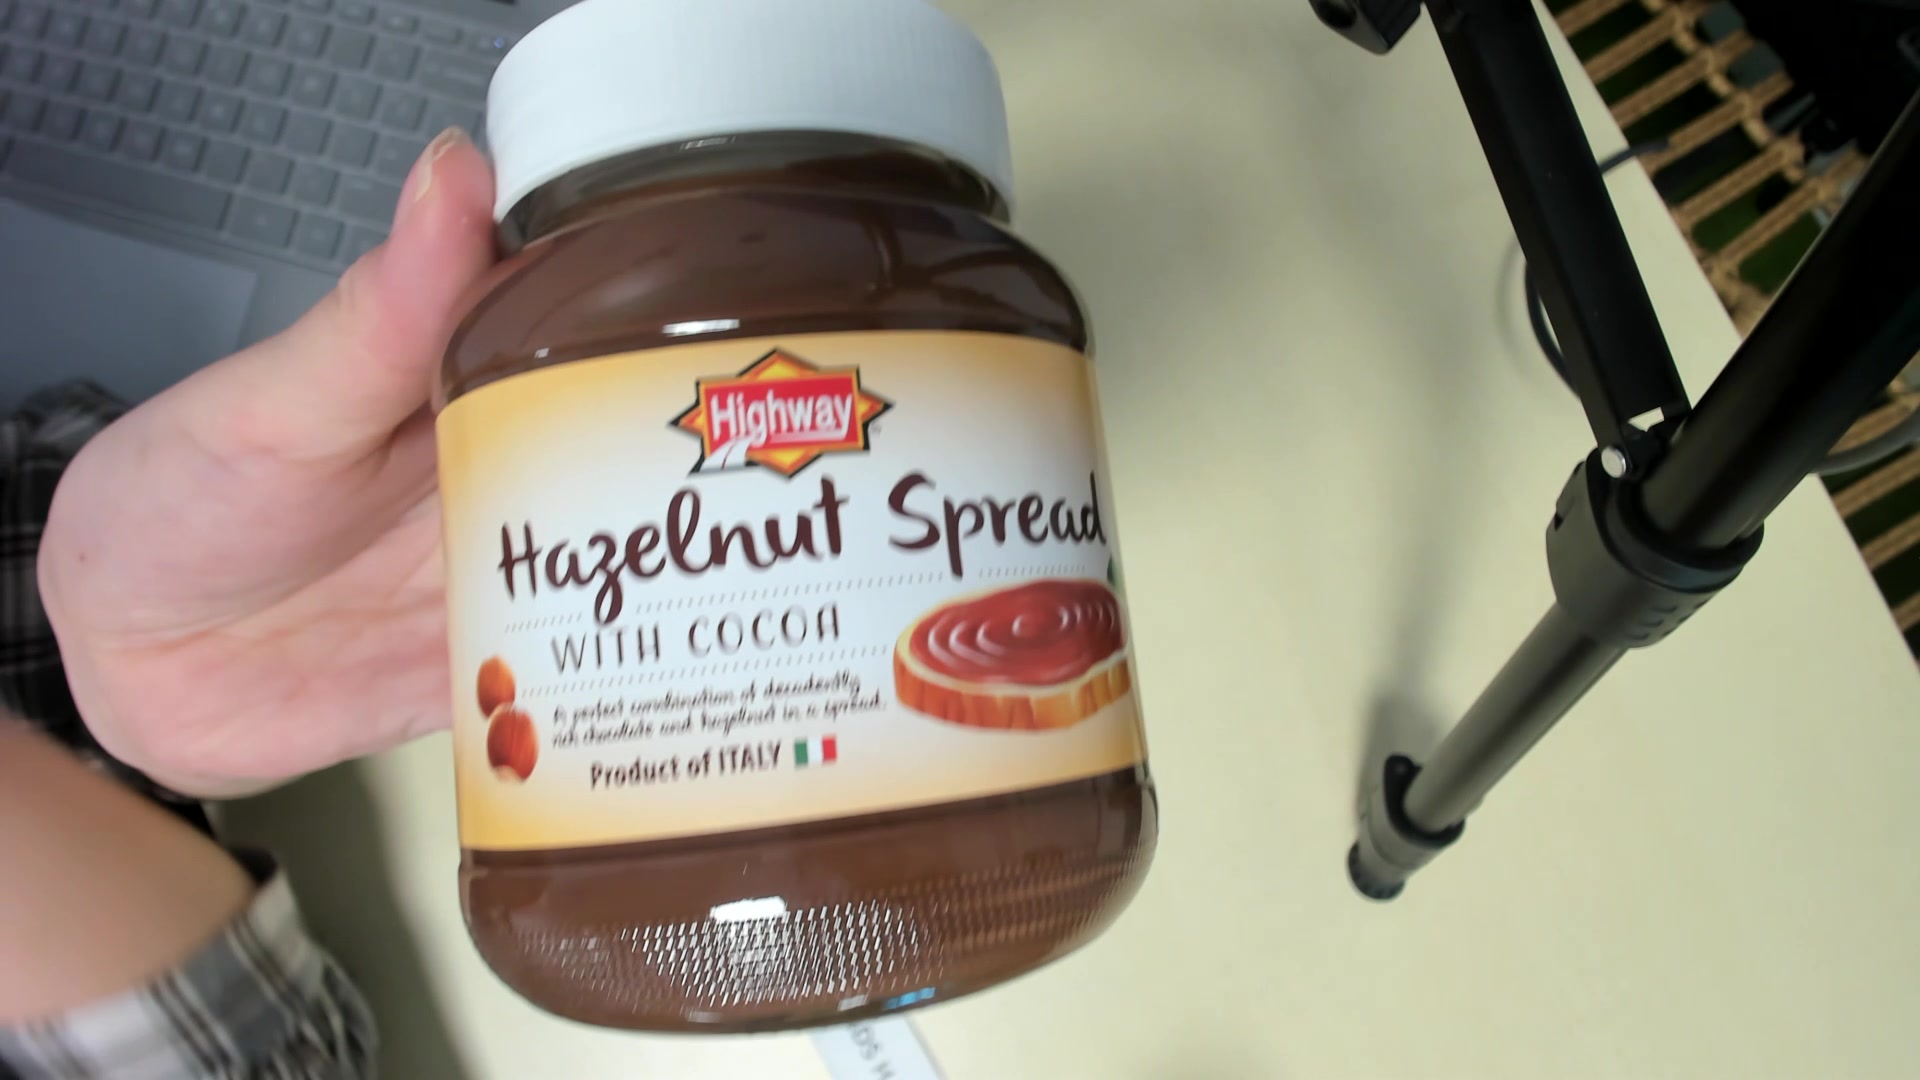 Highway
Hazelnut Spread
WITH COCOA
A perfect combination of decadently
rich chocolate and hazelnut in a spread.
Product of ITALY